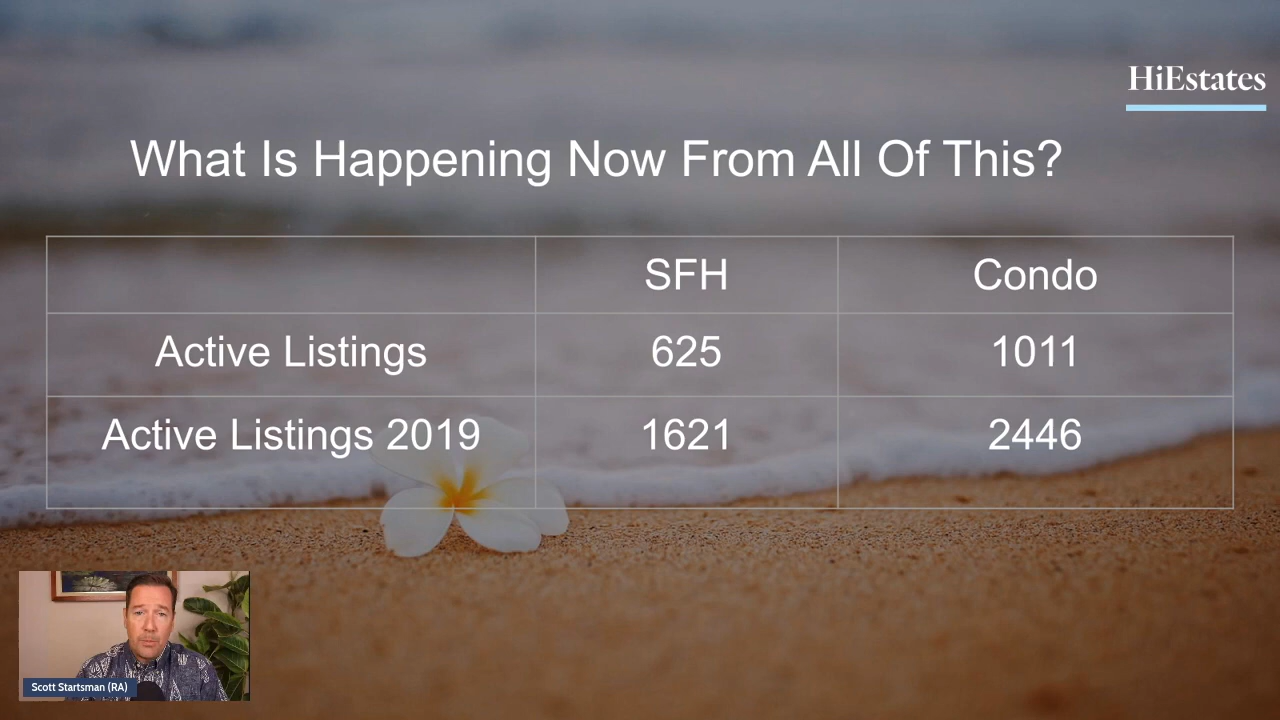 HiEstates
What Is Happening Now From All Of This?
SFH Condo
Active Listings 625 1011
Active Listings 2019 1621 2446
Scott Startsman (RA)